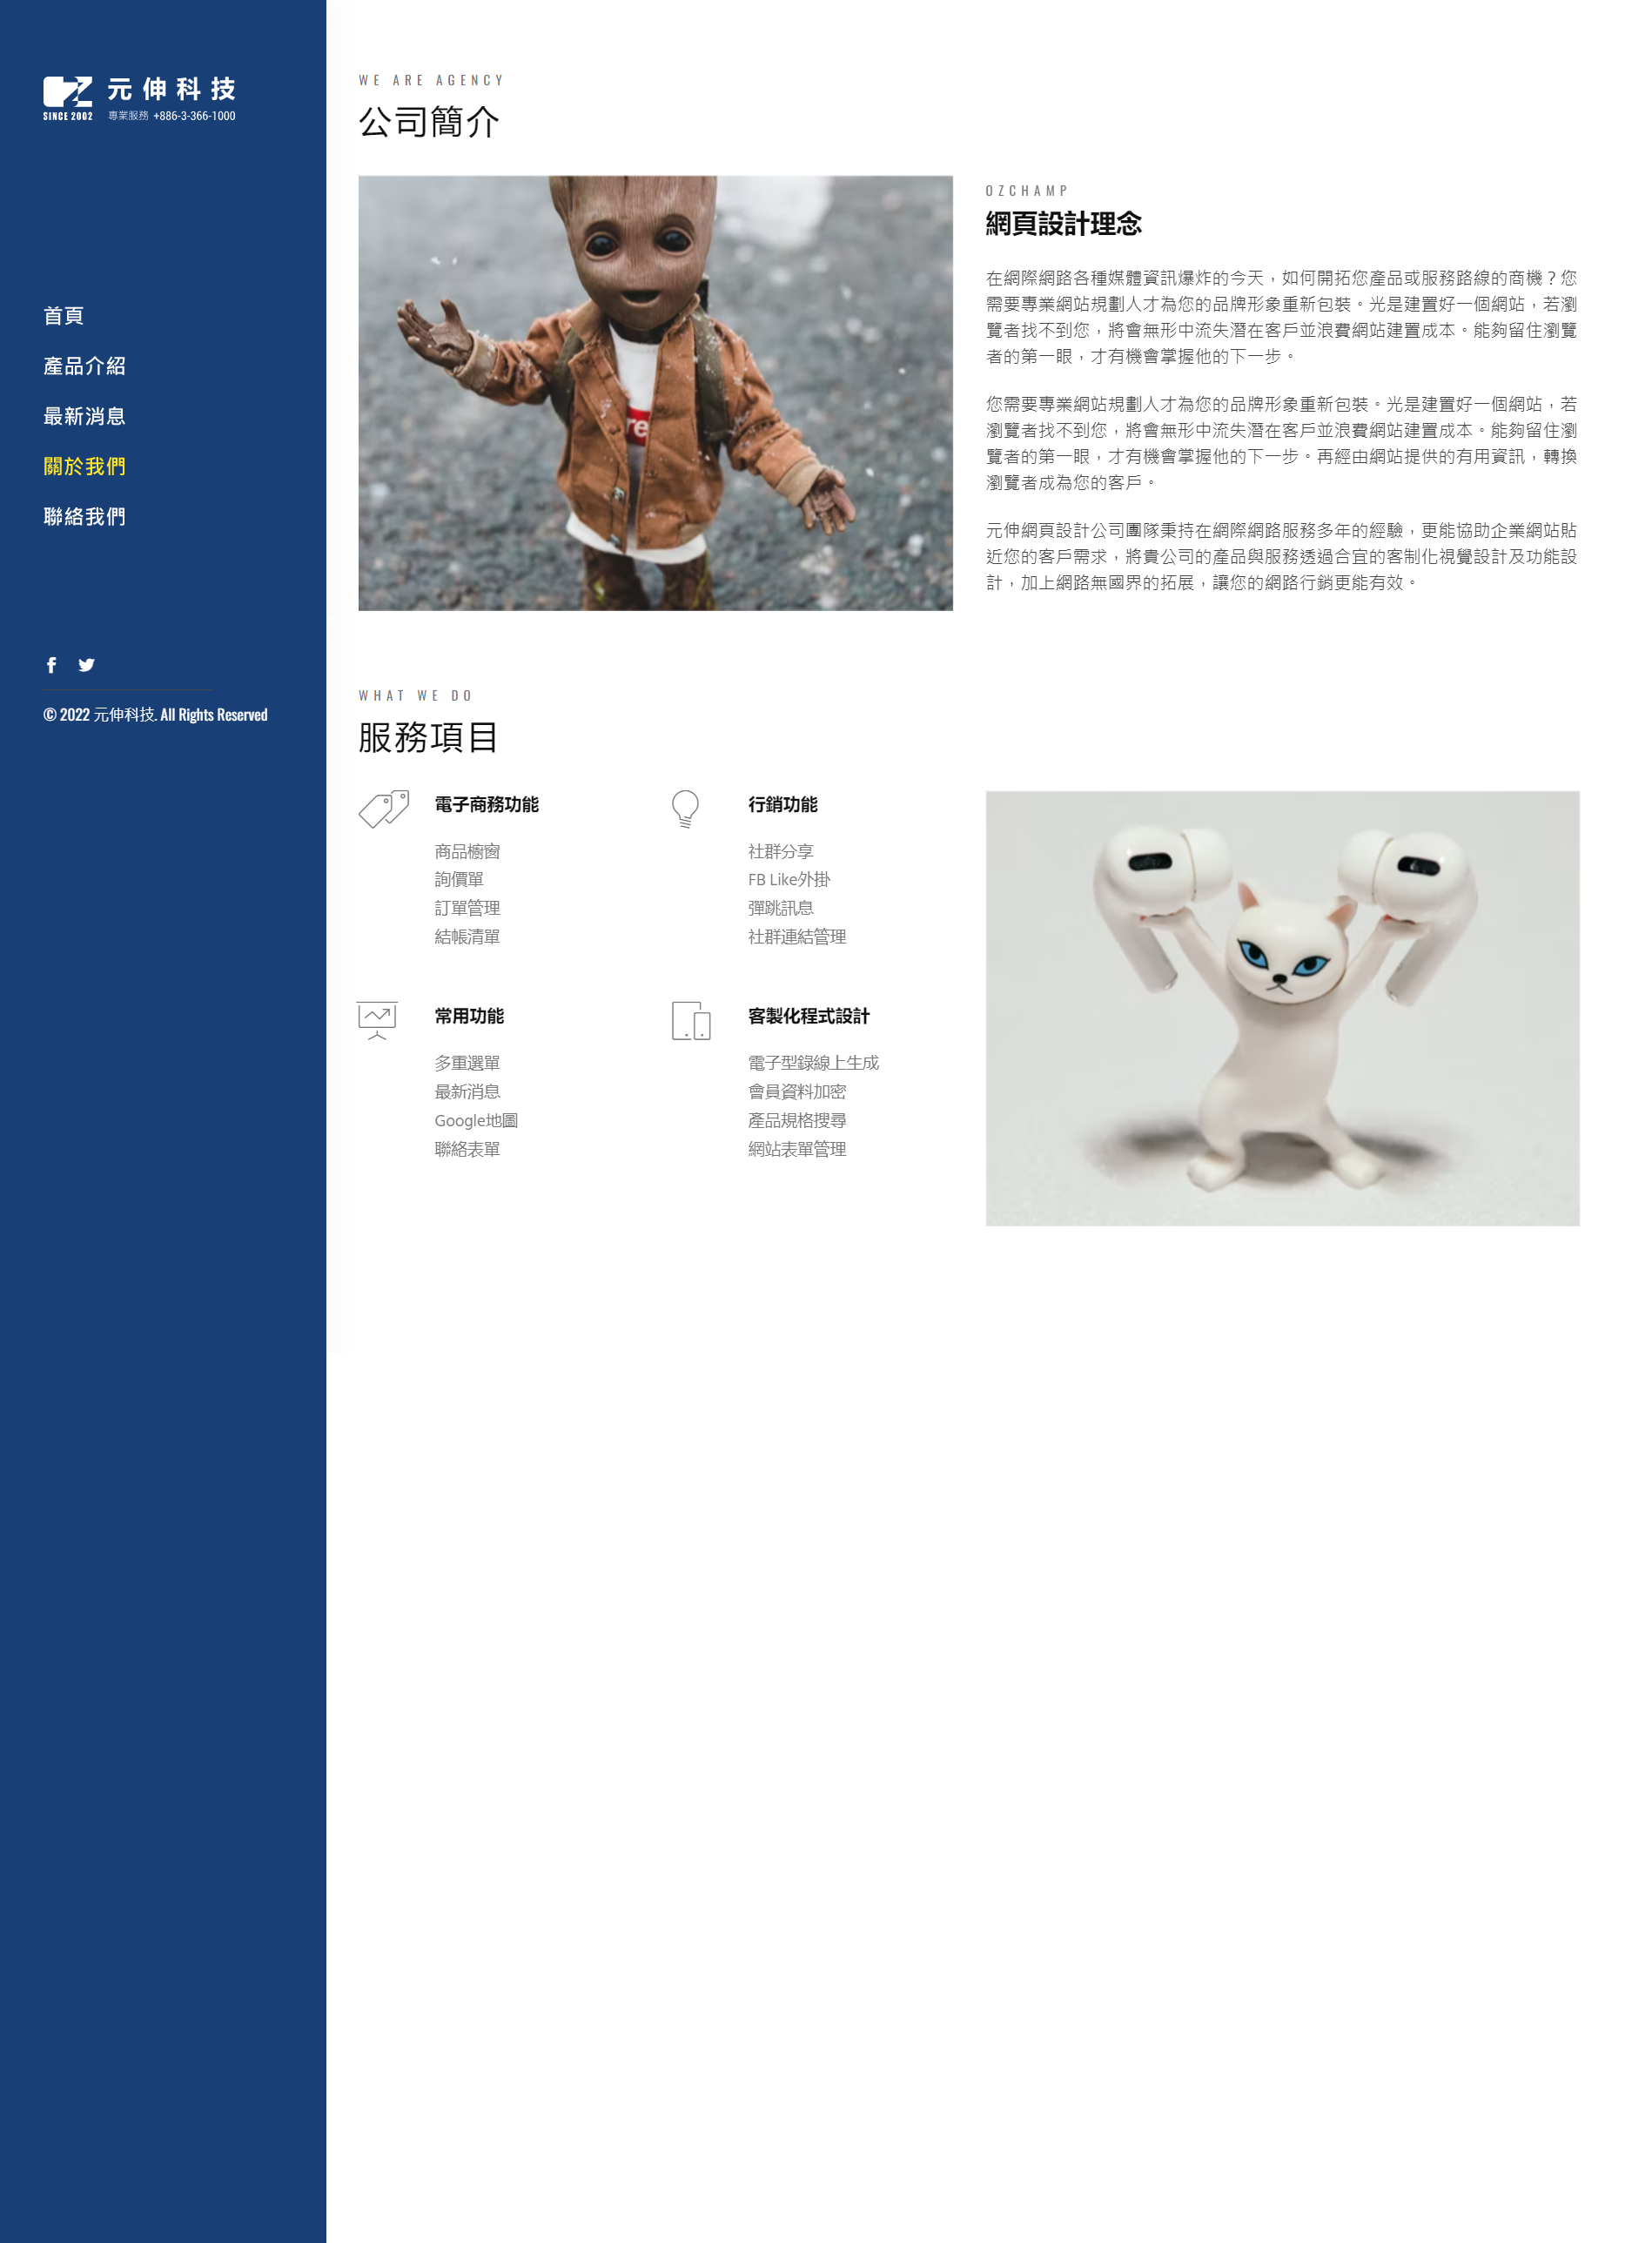 元伸科技
SINCE 2002
專業服務 +886-3-366-1000
首頁
產品介紹
最新消息
關於我們
聯絡我們
© 2022 元伸科技. All Rights Reserved
WE ARE AGENCY
公司簡介
re
OZCHAMP
網頁設計理念
在網際網路各種媒體資訊爆炸的今天，如何開拓您產品或服務路線的商機？您
需要專業網站規劃人才為您的品牌形象重新包裝。光是建置好一個網站，若瀏
覽者找不到您，將會無形中流失潛在客戶並浪費網站建置成本。能夠留住瀏覽
者的第一眼，才有機會掌握他的下一步。
您需要專業網站規劃人才為您的品牌形象重新包裝。光是建置好一個網站，若
瀏覽者找不到您，將會無形中流失潛在客戶並浪費網站建置成本。能夠留住瀏
覽者的第一眼，才有機會掌握他的下一步。再經由網站提供的有用資訊，轉換
瀏覽者成為您的客戶。
元伸網頁設計公司團隊秉持在網際網路服務多年的經驗，更能協助企業網站貼
近您的客戶需求，將貴公司的產品與服務透過合宜的客制化視覺設計及功能設
計，加上網路無國界的拓展，讓您的網路行銷更能有效。
WHAT WE DO
服務項目
電子商務功能
商品櫥窗
詢價單
訂單管理
結帳清單
行銷功能
社群分享
FB Like外掛
彈跳訊息
社群連結管理
常用功能
多重選單
最新消息
Google地圖
聯絡表單
客製化程式設計
電子型錄線上生成
會員資料加密
產品規格搜尋
網站表單管理